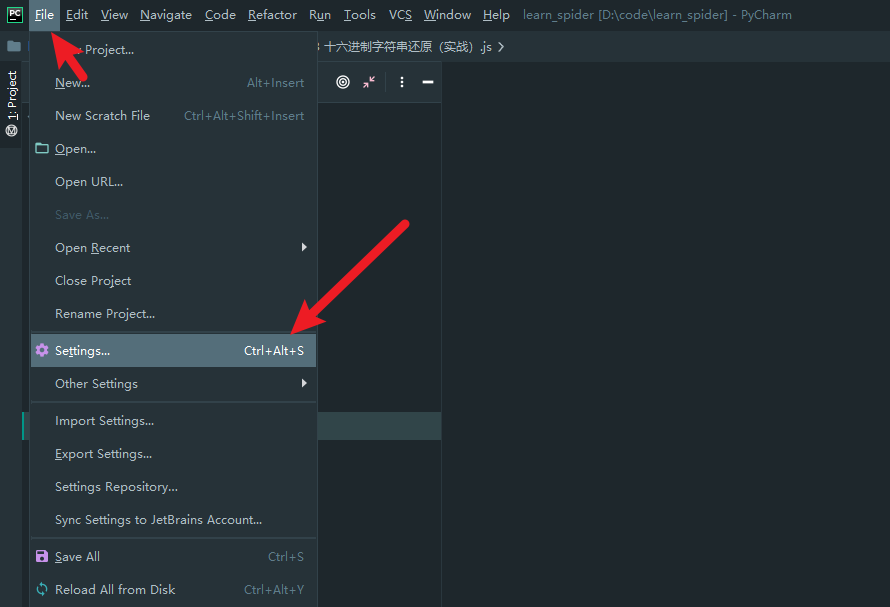 PC File Edit View Navigate Code Refactor Run Tools VCS Window Help learn_spider [D:\code\learn_spider] - PyCharm
十六进制字符串还原（实战）.js
1: Project
Project...
New... Alt+Insert
New Scratch File Ctrl+Alt+Shift+Insert
Open...
Open URL...
Save As...
Open Recent
Close Project
Rename Project...
Settings... Ctrl+Alt+S
Other Settings
Import Settings...
Export Settings...
Settings Repository...
Sync Settings to JetBrains Account...
Save All Ctrl+S
Reload All from Disk Ctrl+Alt+Y